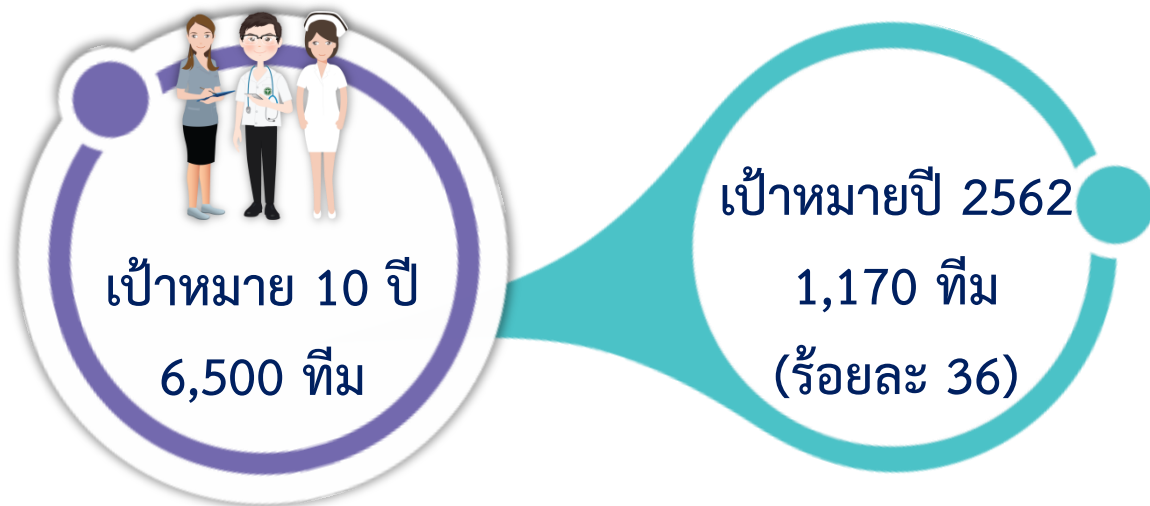 เป้าหมาย 10 ปี
6,500 ทีม
เป้าหมายปี 2562
1,170 ทีม
(ร้อยละ 36)